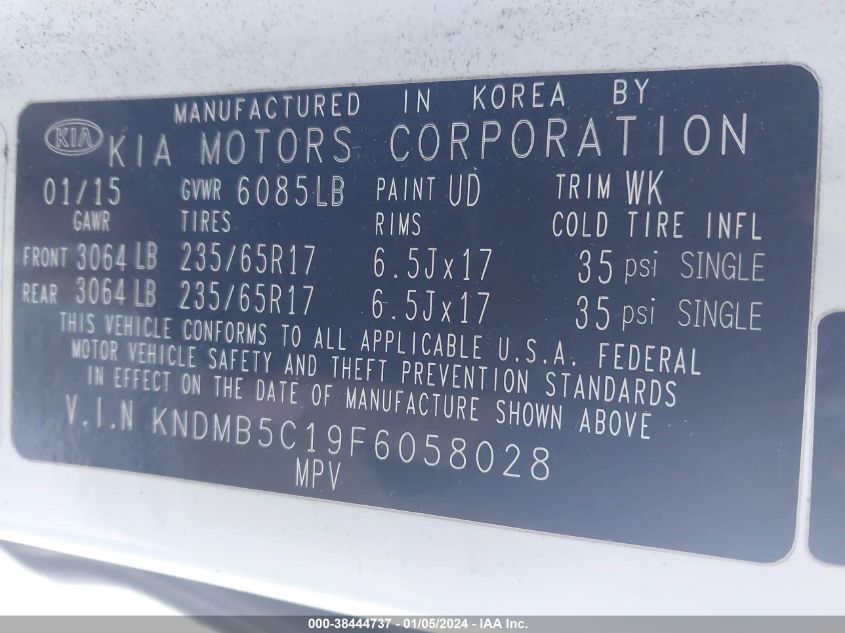 MANUFACTURED IN KOREA BY
KIA KIA MOTORS CORPORATION
01/15 GVWR 6085LB PAINT UD TRIM WK
GAWR TIRES RIMS COLD TIRE INFL
FRONT 3064 LB 235/65R17 6.5Jx17 35 psi SINGLE
REAR 3064 LB 235/65R17 6.5Jx17 35 psi SINGLE
THIS VEHICLE CONFORMS TO ALL APPLICABLE U.S.A. FEDERAL
MOTOR VEHICLE SAFETY AND THEFT PREVENTION STANDARDS
IN EFFECT ON THE DATE OF MANUFACTURE SHOWN ABOVE
V.I.N KNDMB5C19F6058028
MPV
000-38444737 - 01/05/2024 - IAA Inc.